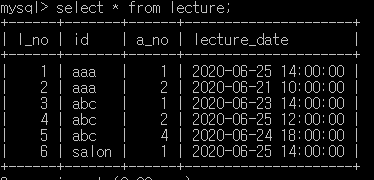 mysql> select * from lecture;
+------+-------+------+---------------------+
| l_no | id    | a_no | lecture_date        |
+------+-------+------+---------------------+
|    1 | aaa   |    1 | 2020-06-25 14:00:00 |
|    2 | aaa   |    2 | 2020-06-21 10:00:00 |
|    3 | abc   |    1 | 2020-06-23 14:00:00 |
|    4 | abc   |    2 | 2020-06-25 12:00:00 |
|    5 | abc   |    4 | 2020-06-24 18:00:00 |
|    6 | salon |    1 | 2020-06-25 14:00:00 |
+------+-------+------+---------------------+